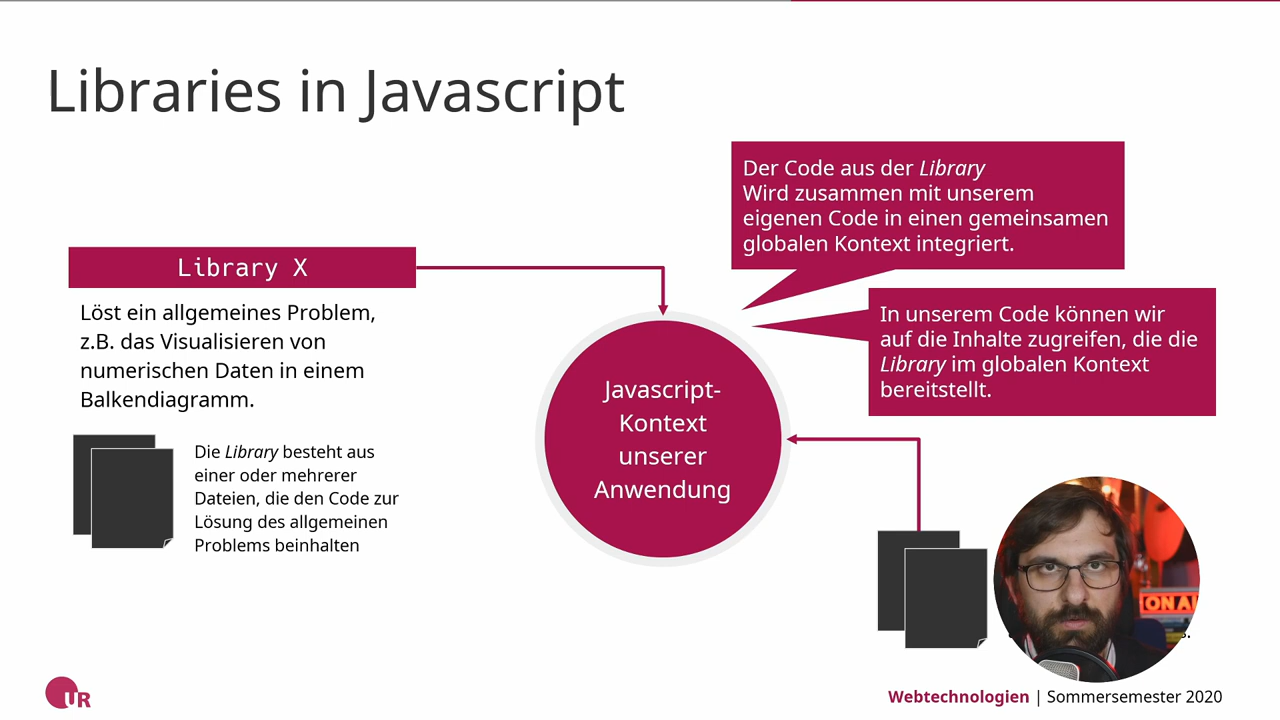 Libraries in Javascript
Der Code aus der Library
Wird zusammen mit unserem
eigenen Code in einen gemeinsamen
globalen Kontext integriert.
Library X
Löst ein allgemeines Problem,
z.B. das Visualisieren von
numerischen Daten in einem
Balkendiagramm.
In unserem Code können wir
auf die Inhalte zugreifen, die die
Library im globalen Kontext
bereitstellt.
Javascript-
Kontext
unserer
Anwendung
Die Library besteht aus
einer oder mehrerer
Dateien, die den Code zur
Lösung des allgemeinen
Problems beinhalten
UR
Webtechnologien | Sommersemester 2020